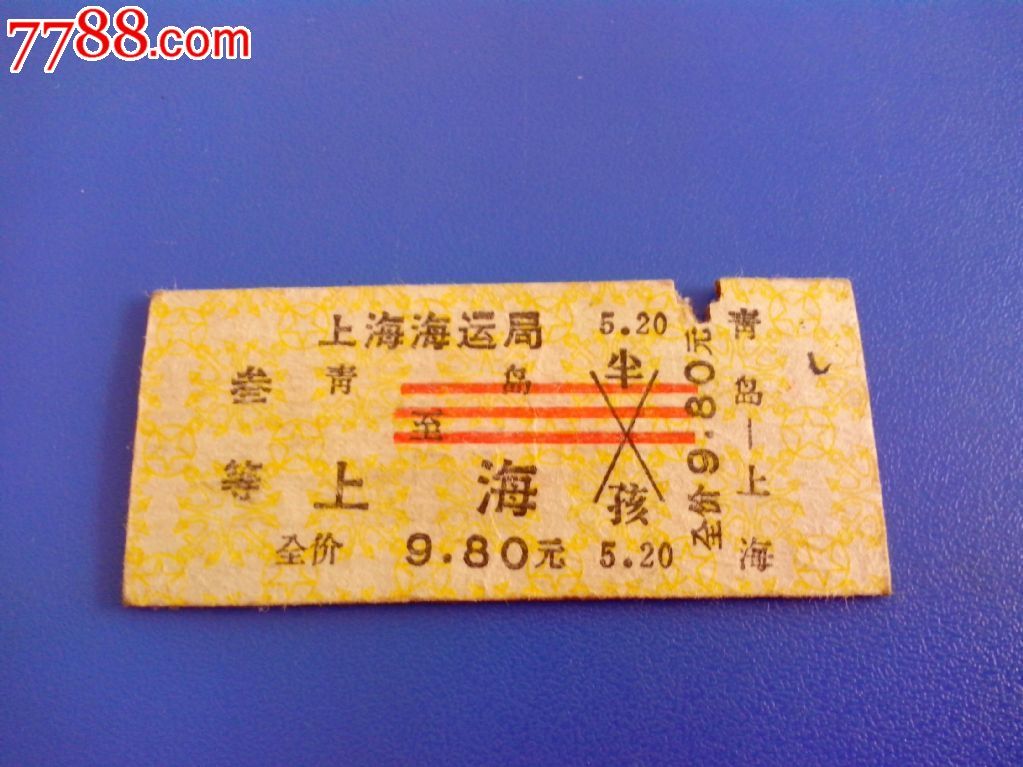 7788.com
上海海运局
叁等
青岛
至
上海
全价 9.80元
5.20
半
孩
5.20
全价9.80元
青岛—上海